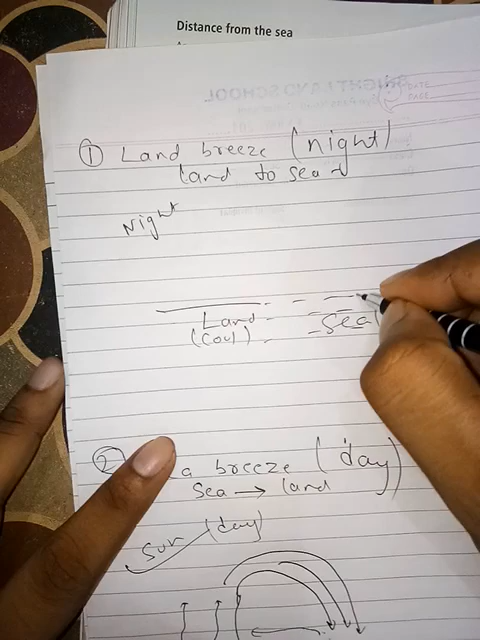 Distance from the sea
① Land breeze (night)
land to sea
Night
Land
(cool)
Sea
② a breeze (day)
Sea → land
Sun (day)